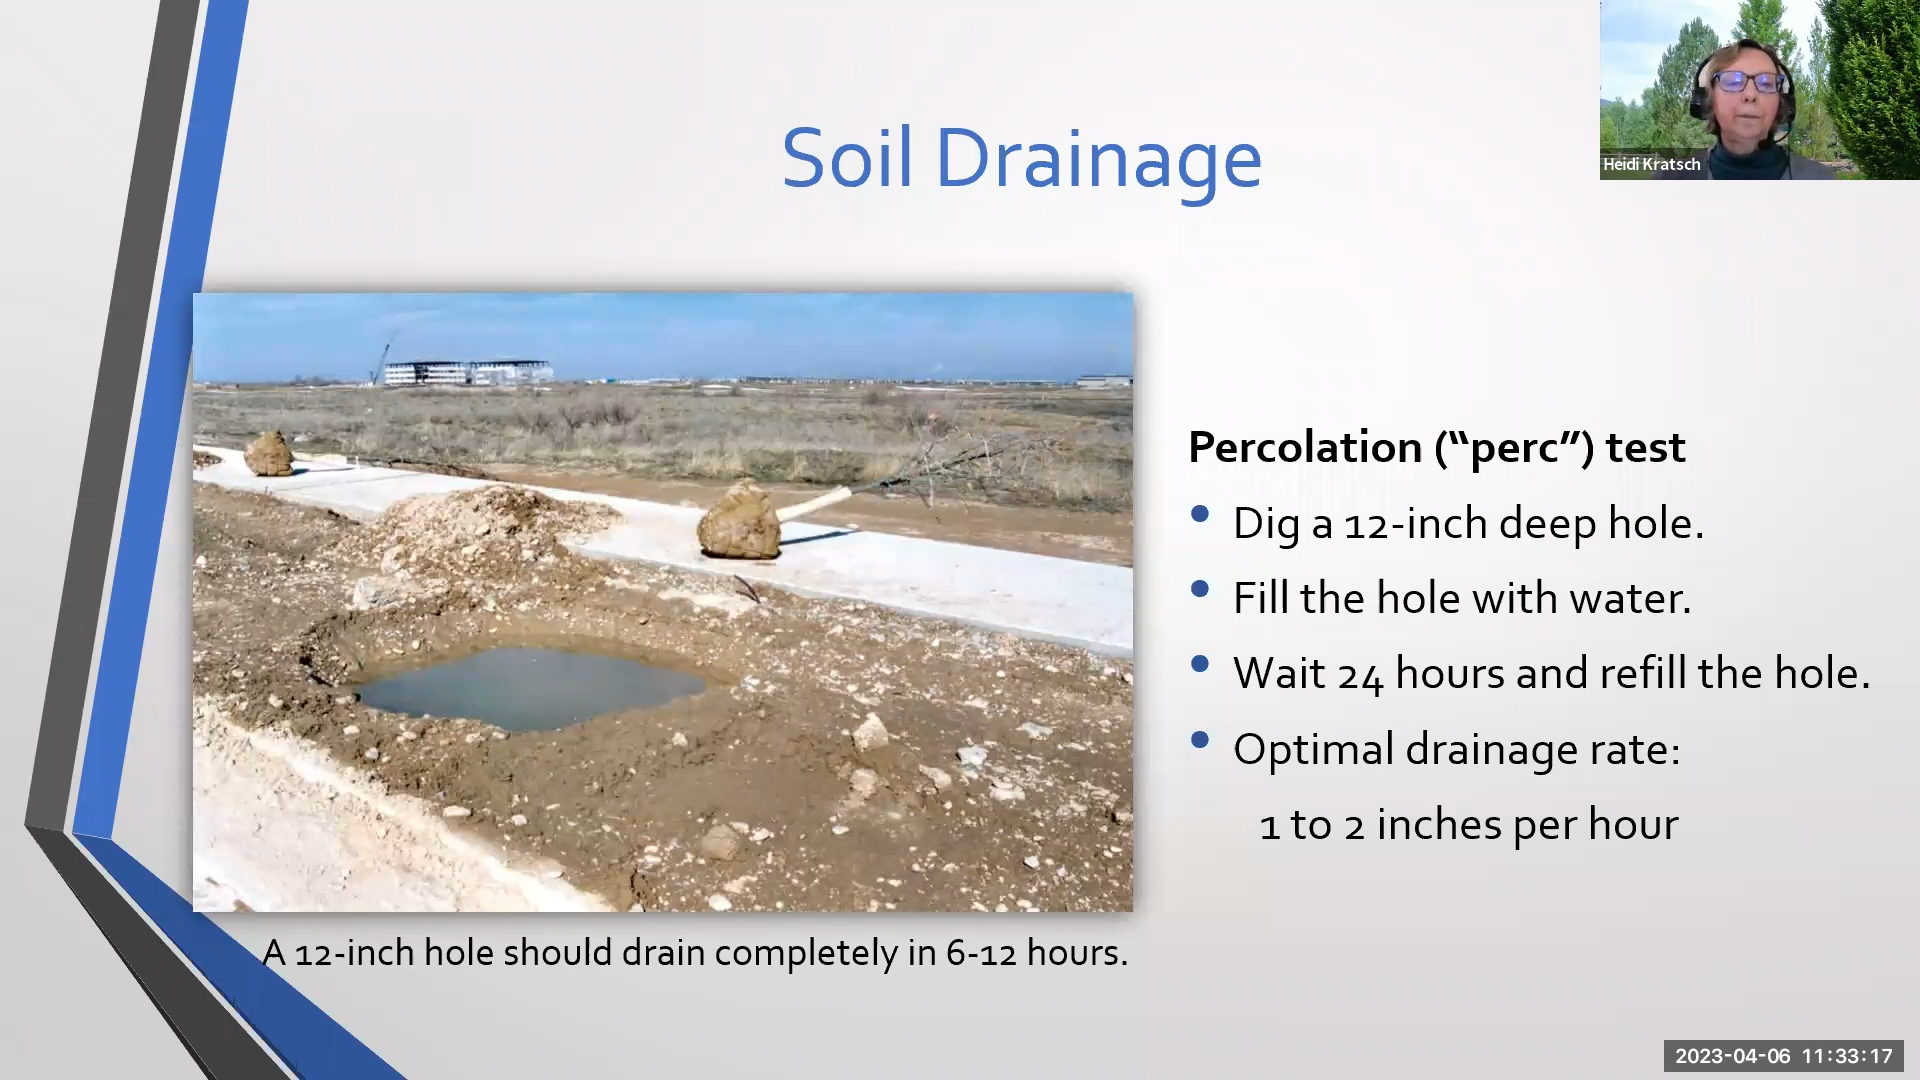 Soil Drainage
Heidi Kratsch
Percolation (“perc”) test
• Dig a 12-inch deep hole.
• Fill the hole with water.
• Wait 24 hours and refill the hole.
• Optimal drainage rate:
1 to 2 inches per hour
A 12-inch hole should drain completely in 6-12 hours.
2023-04-06 11:33:17